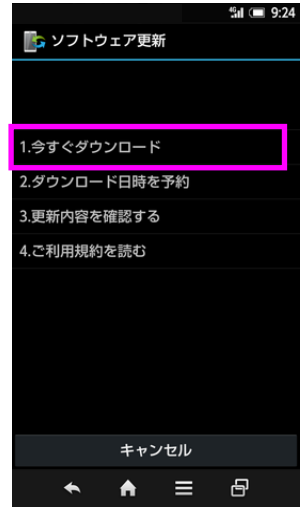 9:24
ソフトウェア更新
1.今すぐダウンロード
2.ダウンロード日時を予約
3.更新内容を確認する
4.ご利用規約を読む
キャンセル